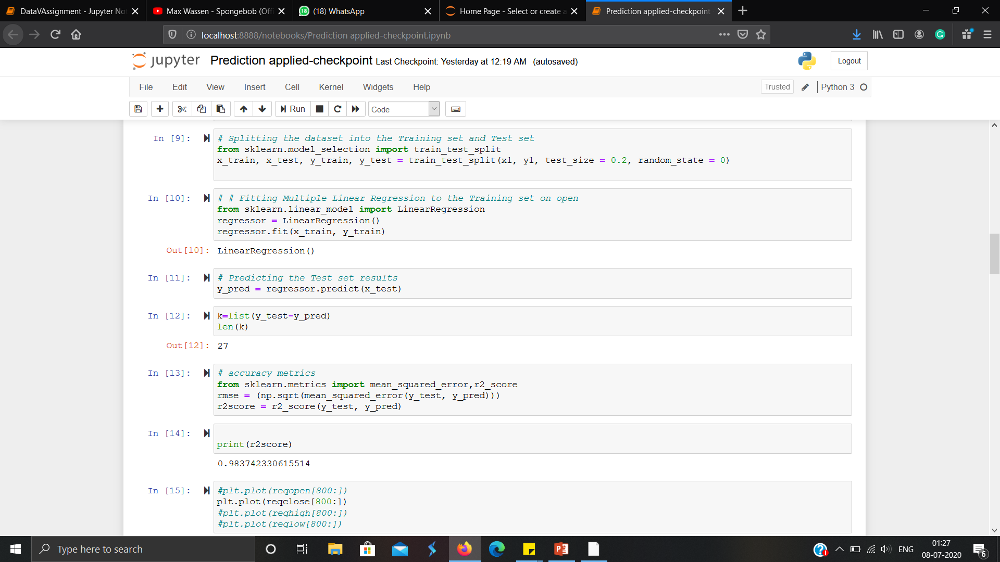 DataVAssignment - Jupyter No
Max Wassen - Spongebob (Offi
18
(18) WhatsApp
Home Page - Select or create a
Prediction applied-checkpoint
localhost:8888/notebooks/Prediction applied-checkpoint.ipynb
G
jupyter
Prediction applied-checkpoint Last Checkpoint: Yesterday at 12:19 AM (autosaved)
Logout
File Edit View Insert Cell Kernel Widgets Help
Trusted
Python 3
Run
Code
In [9]:
# Splitting the dataset into the Training set and Test set
from sklearn.model_selection import train_test_split
x_train, x_test, y_train, y_test = train_test_split(x1, y1, test_size = 0.2, random_state = 0)
In [10]:
# # Fitting Multiple Linear Regression to the Training set on open
from sklearn.linear_model import LinearRegression
regressor = LinearRegression()
regressor.fit(x_train, y_train)
Out[10]: LinearRegression()
In [11]:
# Predicting the Test set results
y_pred = regressor.predict(x_test)
In [12]:
k=list(y_test-y_pred)
len(k)
Out[12]: 27
In [13]:
# accuracy metrics
from sklearn.metrics import mean_squared_error,r2_score
rmse = (np.sqrt(mean_squared_error(y_test, y_pred)))
r2score = r2_score(y_test, y_pred)
In [14]:
print(r2score)
0.983742330615514
In [15]:
#plt.plot(reqopen[800:])
plt.plot(reqclose[800:])
#plt.plot(reqhigh[800:])
#plt.plot(reqlow[800:])
Type here to search
ENG
01:27
08-07-2020
6